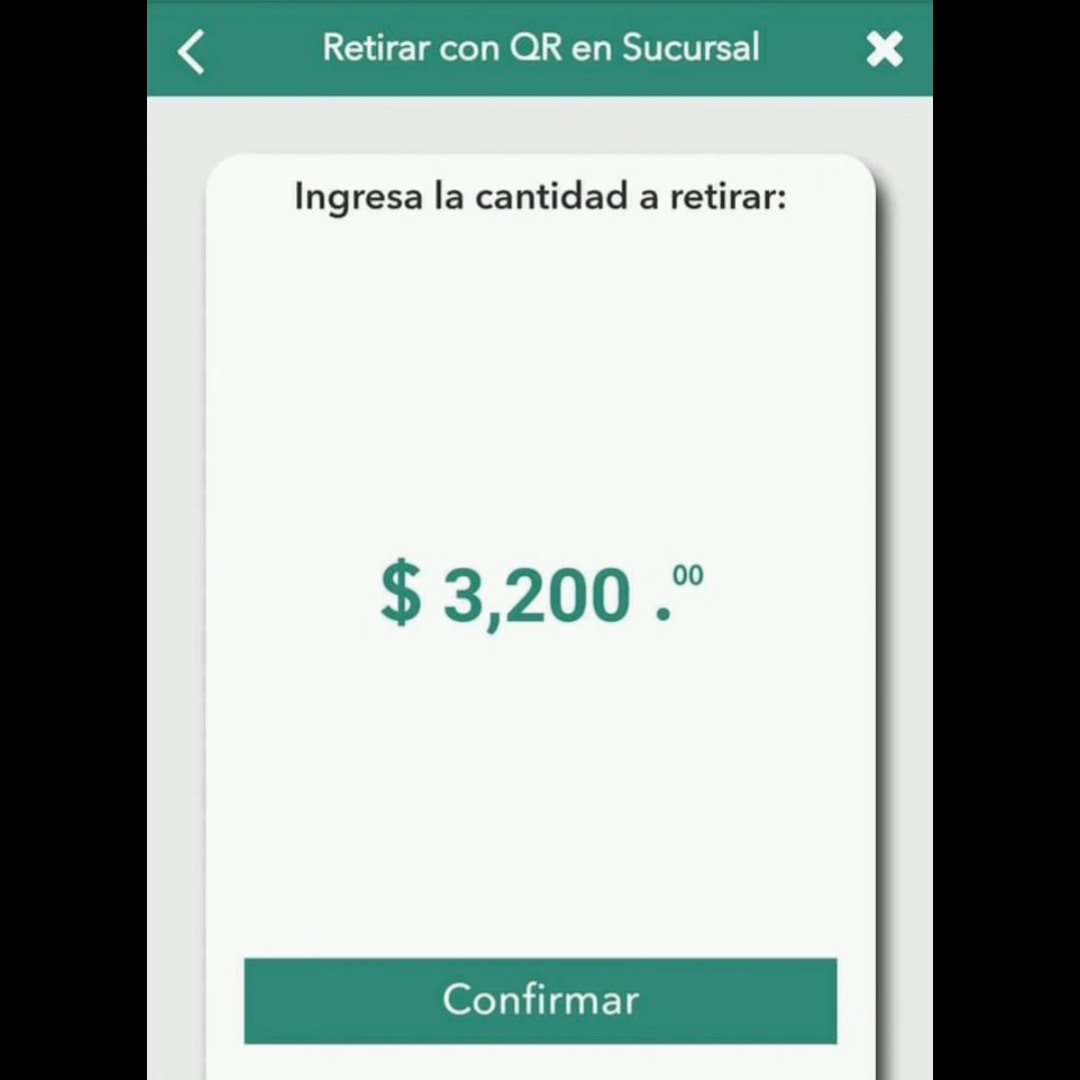 Retirar con QR en Sucursal
Ingresa la cantidad a retirar:
$ 3,200 .00
Confirmar